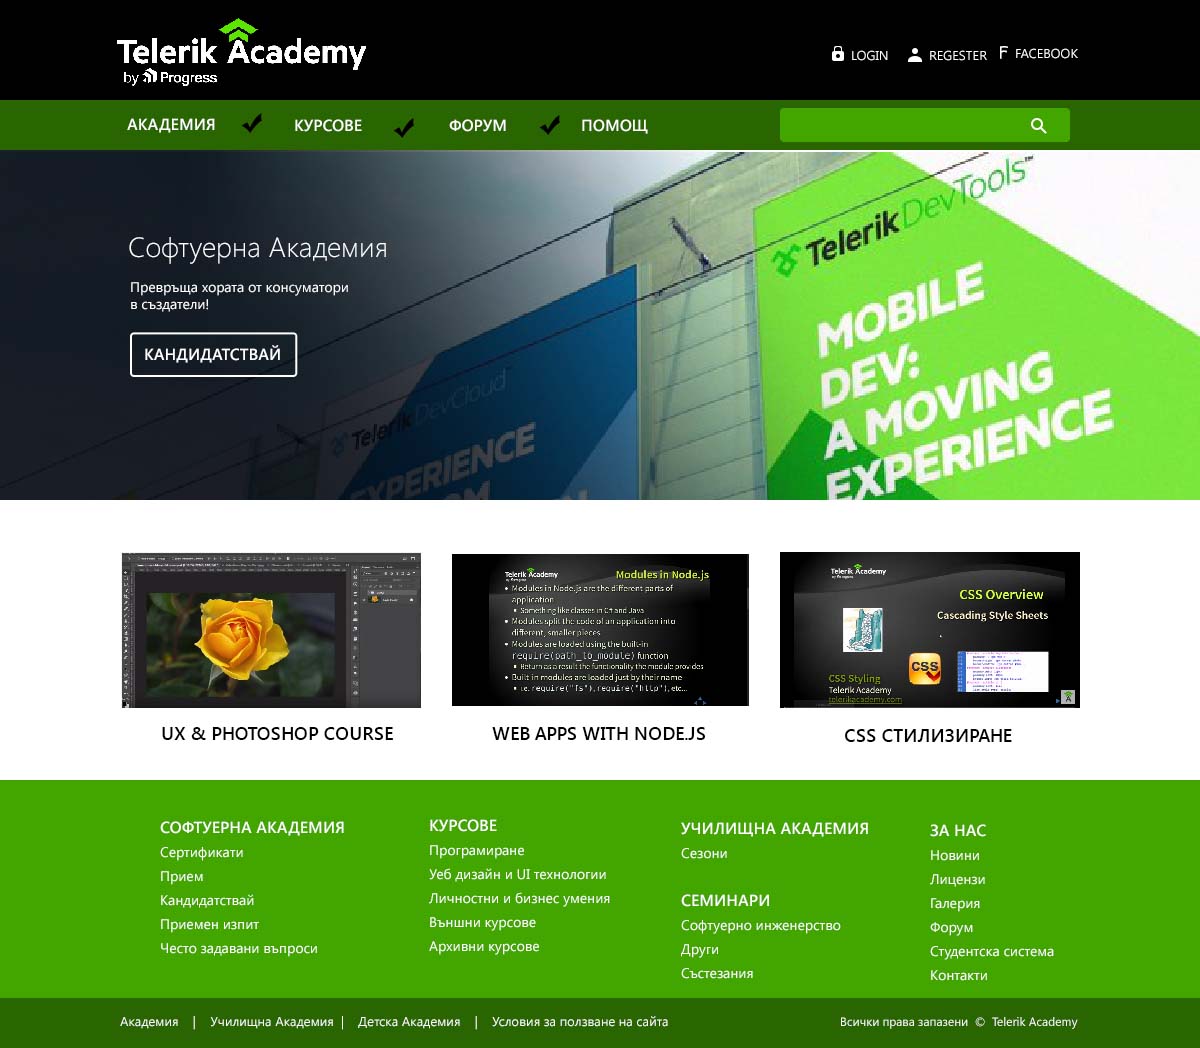 Telerik Academy
by Progress
LOGIN
REGESTER
F FACEBOOK
АКАДЕМИЯ
КУРСОВЕ
ФОРУМ
ПОМОЩ
Софтуерна Академия
Превръща хората от консуматори
в създатели!
КАНДИДАТСТВАЙ
Telerik DevCloud
EXPERIENCE
Telerik DevTools™
MOBILE
DEV:
A MOVING
EXPERIENCE
Telerik Academy
Modules in Node.js
Modules in Node.js are the different parts of
application
Something like classes in C# and Java
Modules split the code of an application into
different, smaller pieces
Modules are loaded using the built-in
require(path_to_module) function
Return as a result the functionality the module provides
Built in modules are loaded just by their name
i.e. require("fs"), require("http"), etc...
Telerik Academy
CSS Overview
Cascading Style Sheets
CSS
CSS Styling
Telerik Academy
telerikacademy.com
UX & PHOTOSHOP COURSE
WEB APPS WITH NODE.JS
CSS СТИЛИЗИРАНЕ
СОФТУЕРНА АКАДЕМИЯ
Сертификати
Прием
Кандидатствай
Приемен изпит
Често задавани въпроси
КУРСОВЕ
Програмиране
Уеб дизайн и UI технологии
Личностни и бизнес умения
Външни курсове
Архивни курсове
УЧИЛИЩНА АКАДЕМИЯ
Сезони
СЕМИНАРИ
Софтуерно инженерство
Други
Състезания
ЗА НАС
Новини
Лицензи
Галерия
Форум
Студентска система
Контакти
Академия | Училищна Академия | Детска Академия | Условия за ползване на сайта
Всички права запазени © Telerik Academy